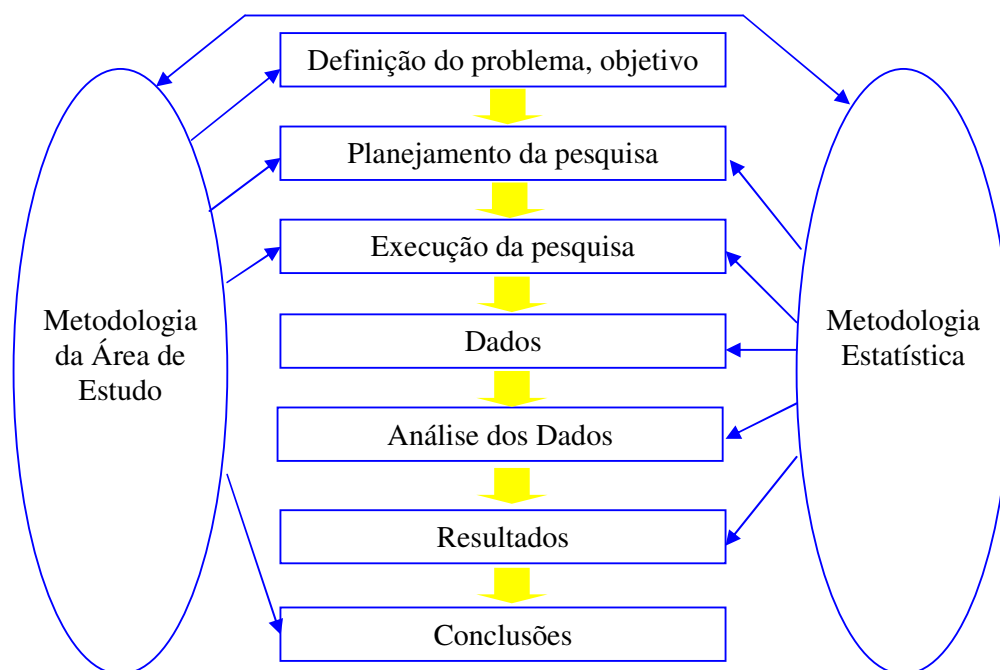 Definição do problema, objetivo
Planejamento da pesquisa
Execução da pesquisa
Metodologia
da Área de
Estudo
Dados
Metodologia
Estatística
Análise dos Dados
Resultados
Conclusões